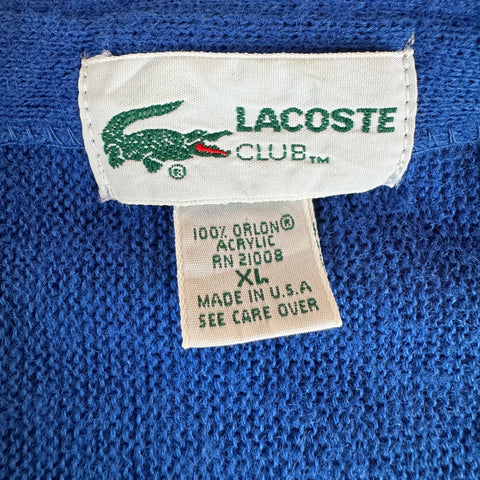 LACOSTE
CLUB™
®
100% ORLON®
ACRYLIC
RN 21008
XL
MADE IN U.S.A
SEE CARE OVER